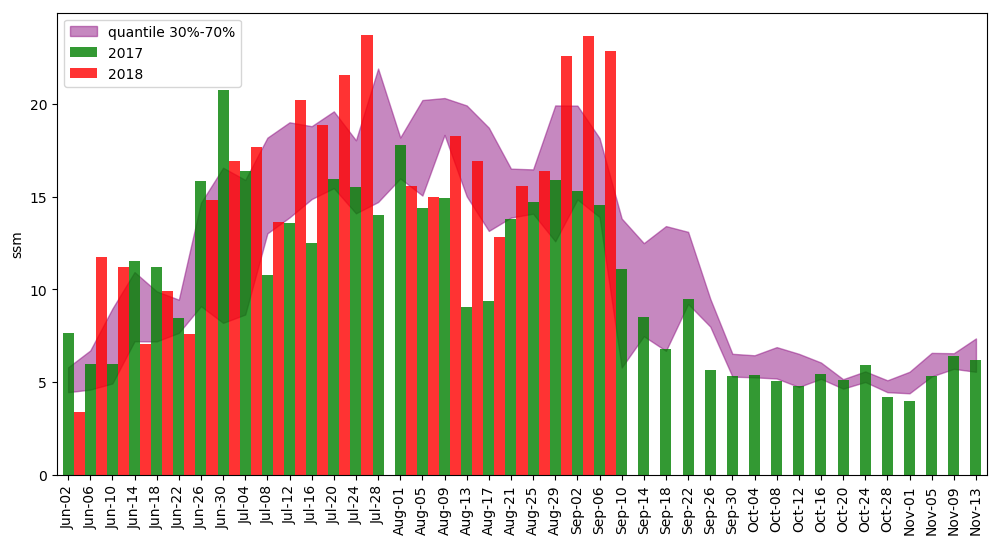 quantile 30%-70%
2017
2018
ssm
20
15
10
5
0
Jun-02
Jun-06
Jun-10
Jun-14
Jun-18
Jun-22
Jun-26
Jun-30
Jul-04
Jul-08
Jul-12
Jul-16
Jul-20
Jul-24
Jul-28
Aug-01
Aug-05
Aug-09
Aug-13
Aug-17
Aug-21
Aug-25
Aug-29
Sep-02
Sep-06
Sep-10
Sep-14
Sep-18
Sep-22
Sep-26
Sep-30
Oct-04
Oct-08
Oct-12
Oct-16
Oct-20
Oct-24
Oct-28
Nov-01
Nov-05
Nov-09
Nov-13